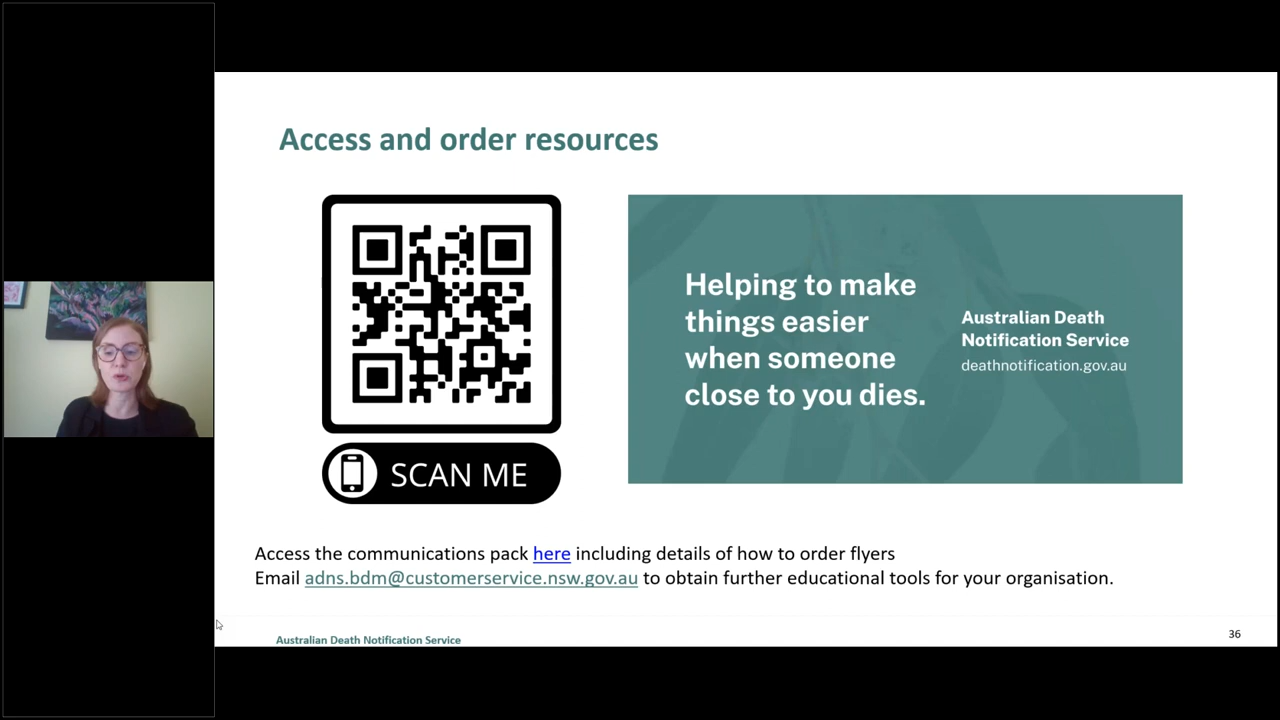 Access and order resources
SCAN ME
Helping to make
things easier
when someone
close to you dies.
Australian Death
Notification Service
deathnotification.gov.au
Access the communications pack here including details of how to order flyers
Email adns.bdm@customerservice.nsw.gov.au to obtain further educational tools for your organisation.
Australian Death Notification Service
36